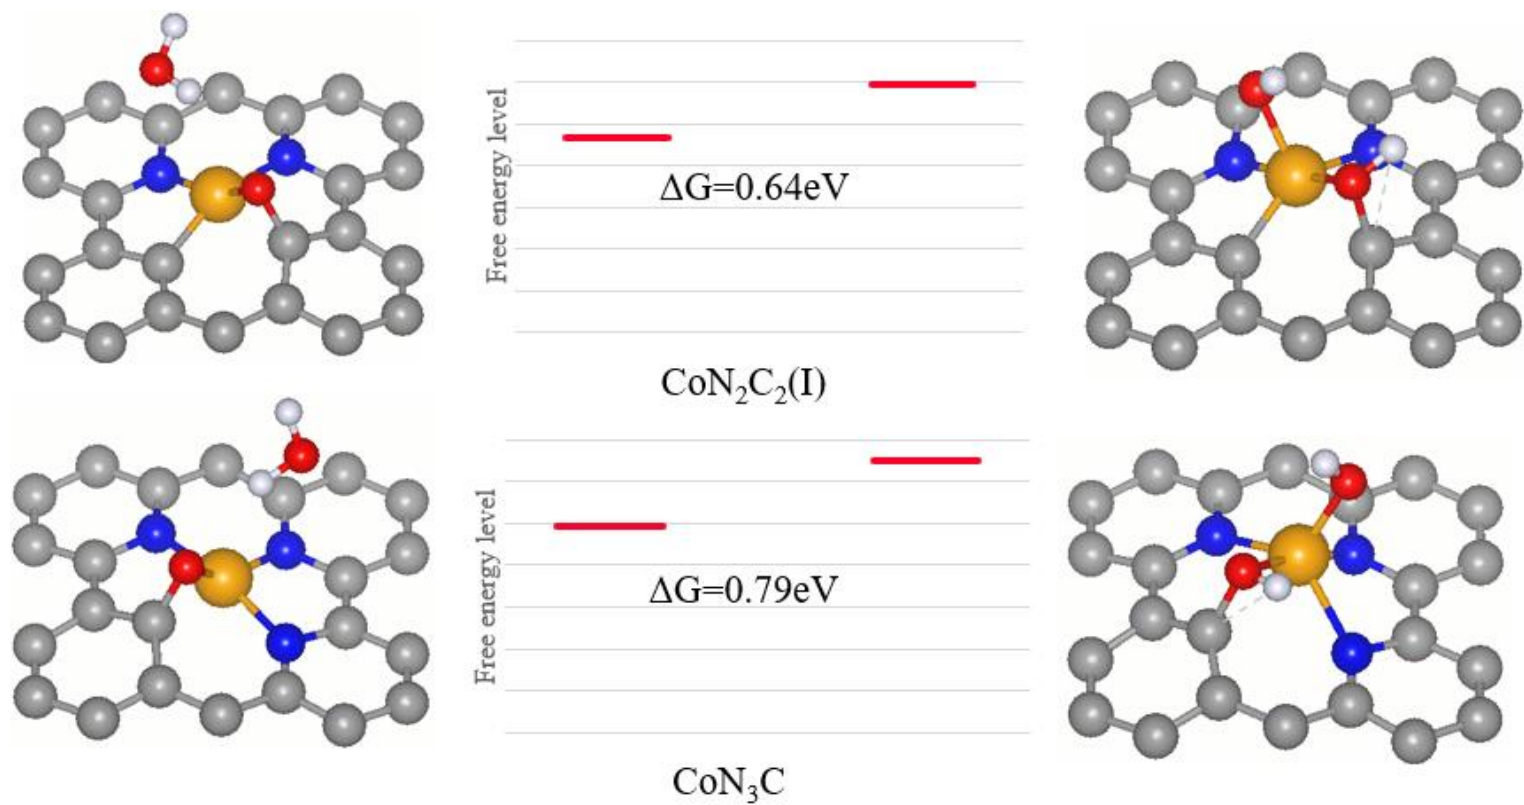 Free energy level
ΔG=0.64eV
CoN₂C₂(I)
Free energy level
ΔG=0.79eV
CoN₃C